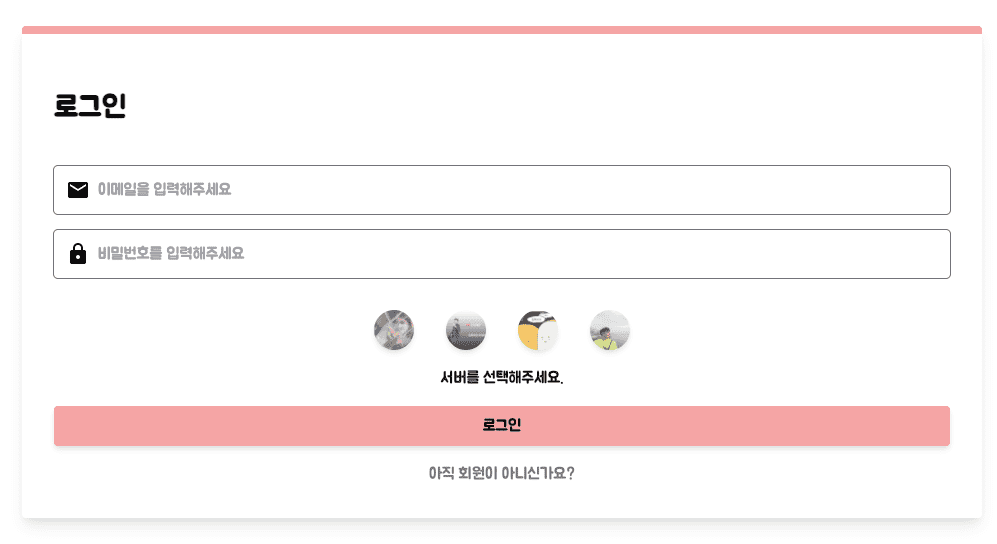 로그인
이메일을 입력해주세요
비밀번호를 입력해주세요
서버를 선택해주세요.
로그인
아직 회원이 아니신가요?